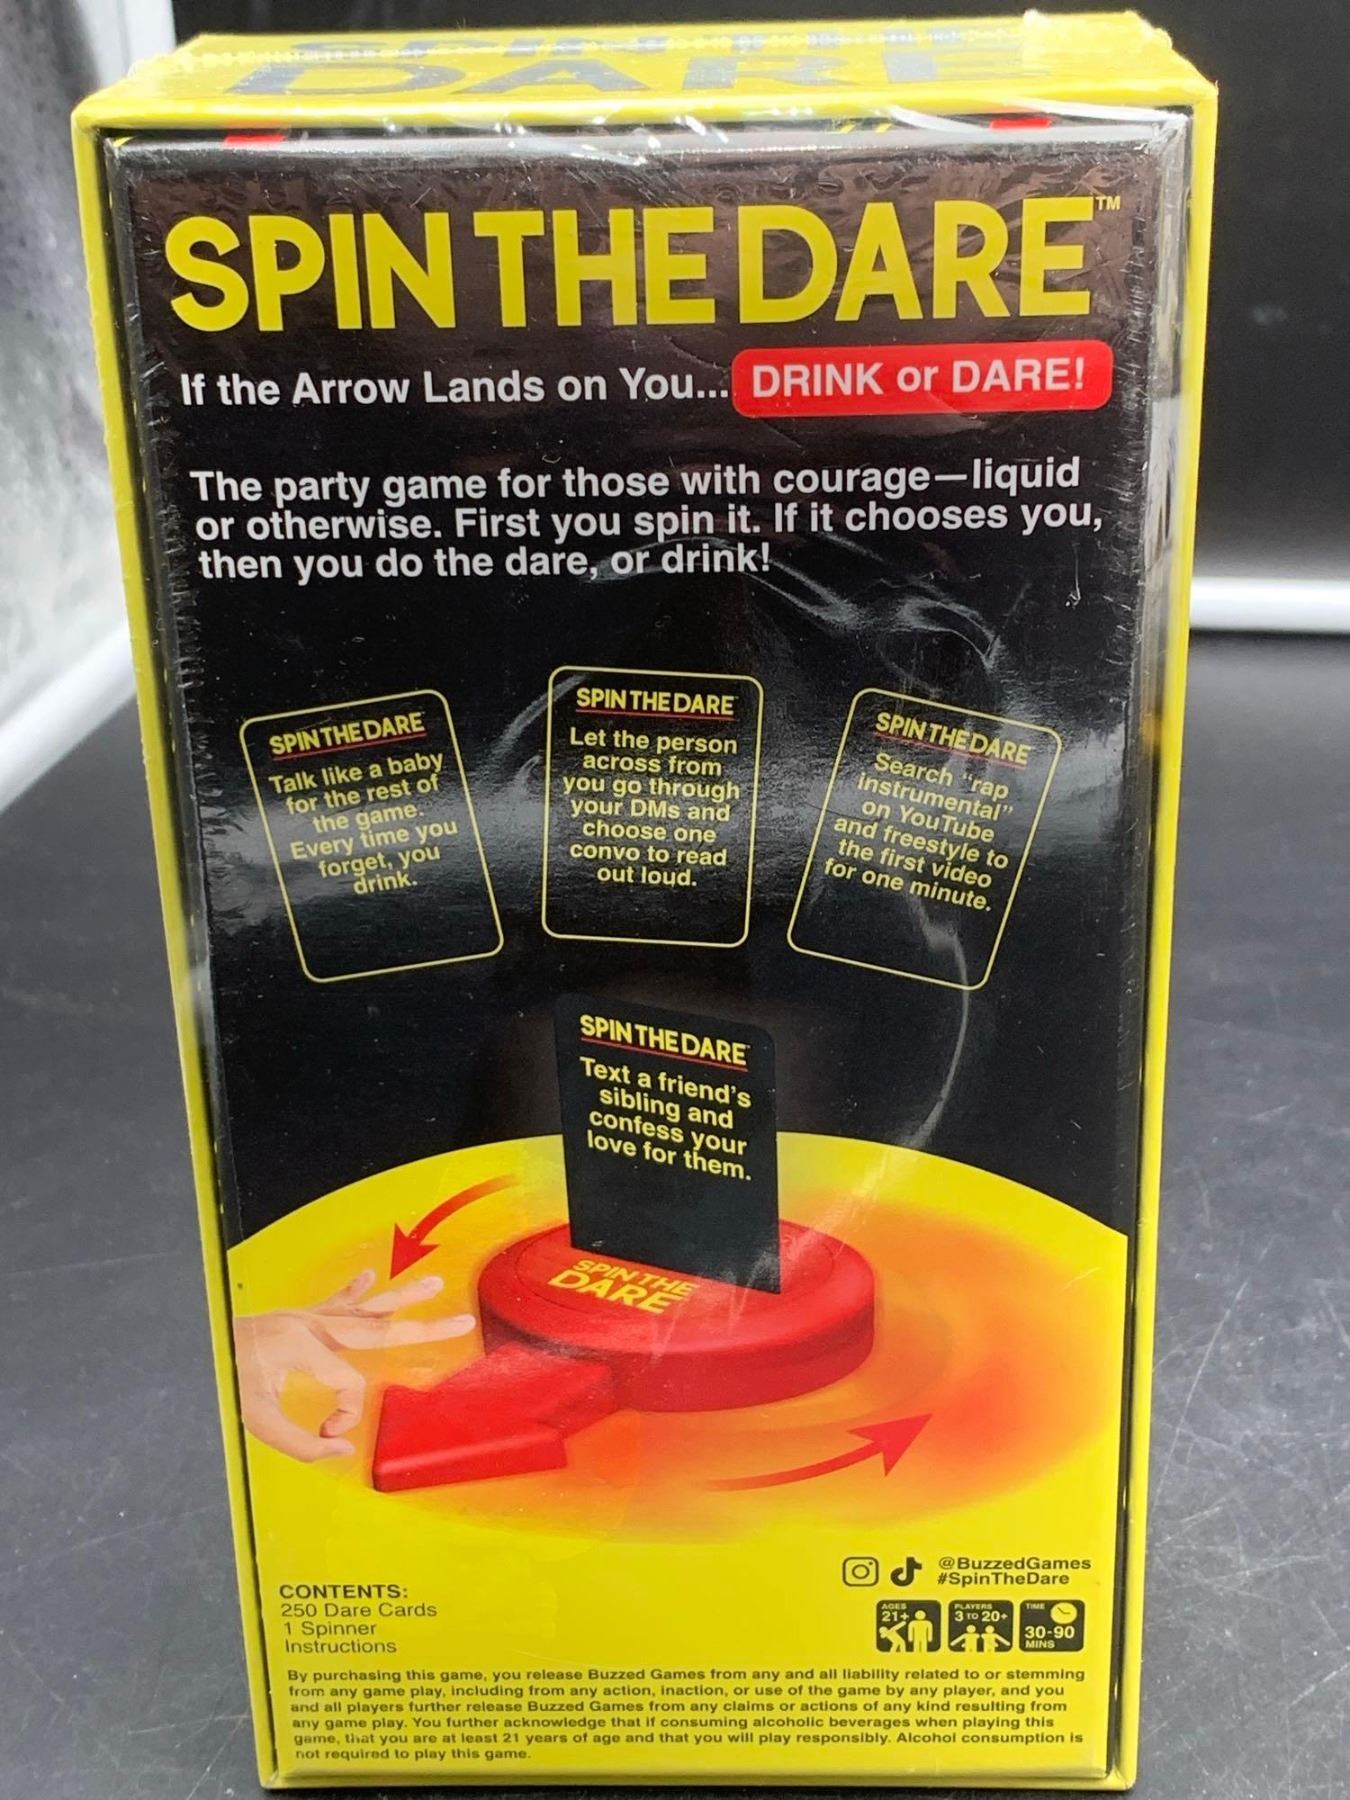 DARE
SPIN THE DARE™
If the Arrow Lands on You... DRINK or DARE!
The party game for those with courage—liquid
or otherwise. First you spin it. If it chooses you,
then you do the dare, or drink!
SPIN THE DARE
Talk like a baby
for the rest of
the game.
Every time you
forget, you
drink.
SPIN THE DARE
Let the person
across from
you go through
your DMs and
choose one
convo to read
out loud.
SPIN THE DARE
Search "rap
instrumental"
on YouTube
and freestyle to
the first video
for one minute.
SPIN THE DARE
Text a friend's
sibling and
confess your
love for them.
SPIN THE
DARE
@BuzzedGames
#SpinTheDare
CONTENTS:
250 Dare Cards
1 Spinner
Instructions
AGES
21+
PLAYERS
3 TO 20+
TIME
30-90
MINS
By purchasing this game, you release Buzzed Games from any and all liability related to or stemming
from any game play, including from any action, inaction, or use of the game by any player, and you
and all players further release Buzzed Games from any claims or actions of any kind resulting from
any game play. You further acknowledge that if consuming alcoholic beverages when playing this
game, that you are at least 21 years of age and that you will play responsibly. Alcohol consumption is
not required to play this game.